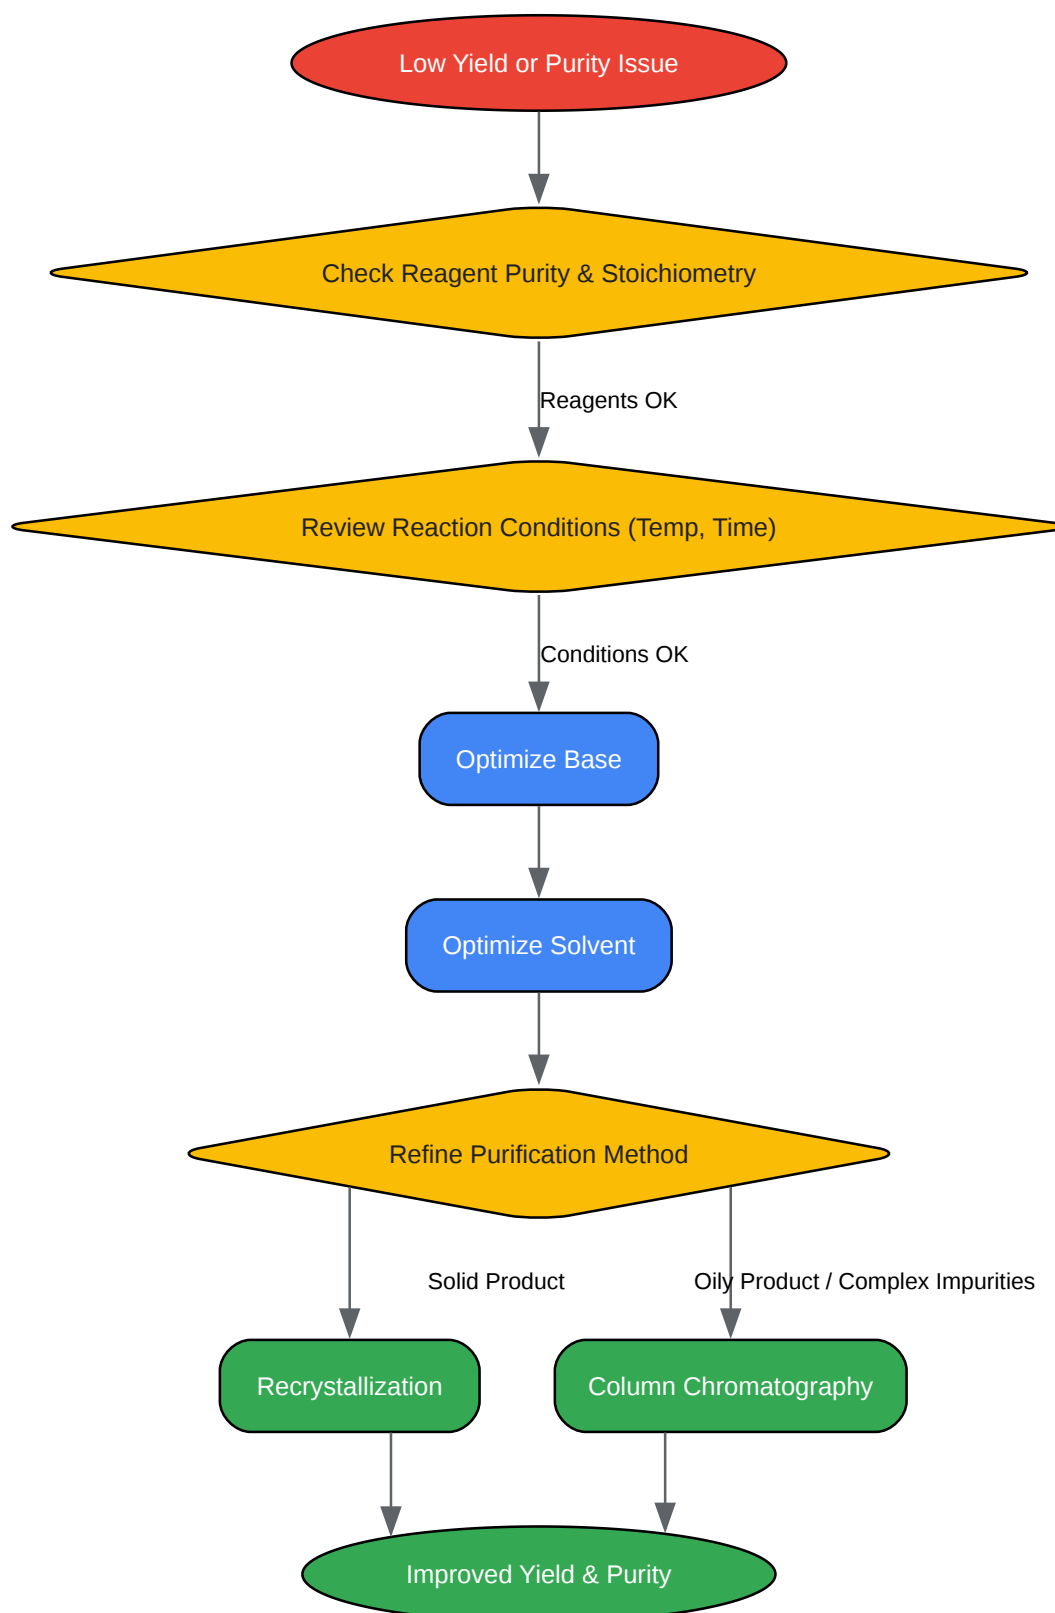 Low Yield or Purity Issue
Check Reagent Purity & Stoichiometry
Reagents OK
Review Reaction Conditions (Temp, Time)
Conditions OK
Optimize Base
Optimize Solvent
Refine Purification Method
Solid Product
Oily Product / Complex Impurities
Recrystallization
Column Chromatography
Improved Yield & Purity